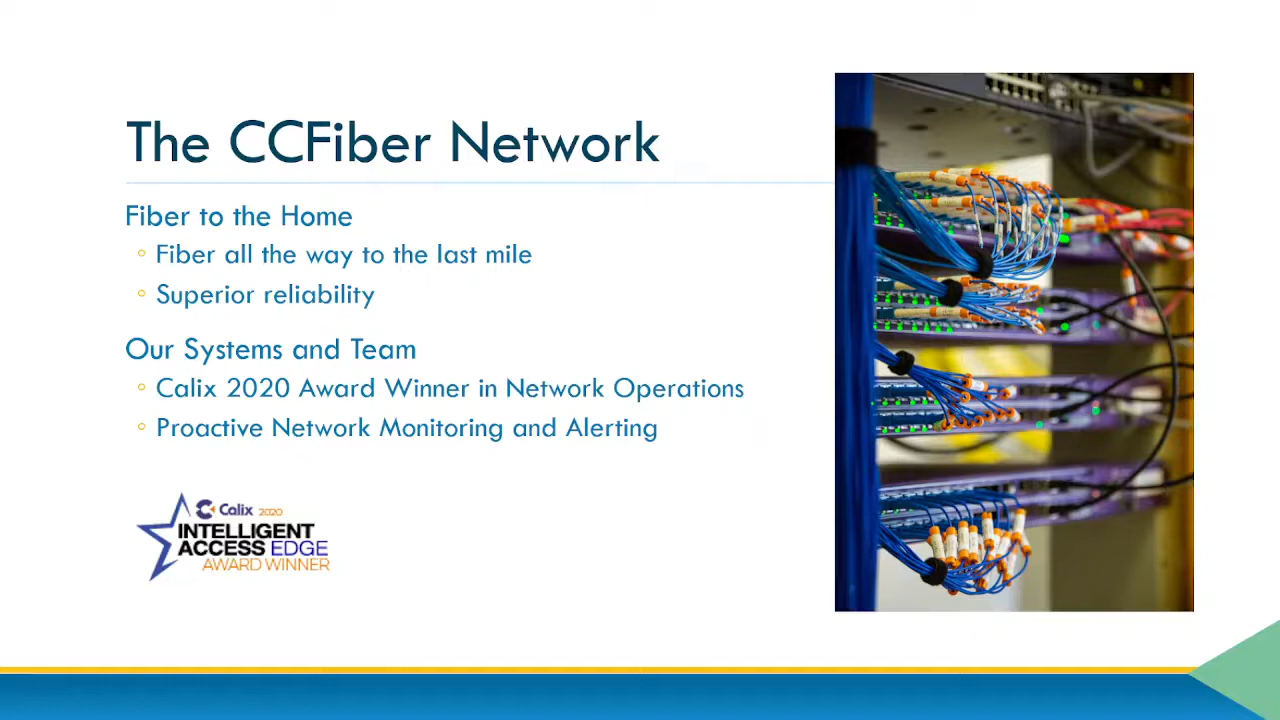 The CCFiber Network
Fiber to the Home
Fiber all the way to the last mile
Superior reliability
Our Systems and Team
Calix 2020 Award Winner in Network Operations
Proactive Network Monitoring and Alerting
Calix 2020
INTELLIGENT
ACCESS EDGE
AWARD WINNER